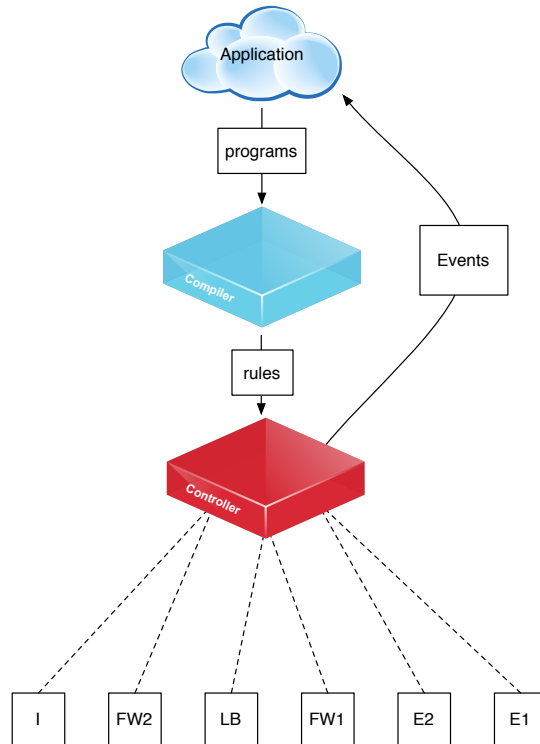 Application
programs
Compiler
Events
rules
Controller
I
FW2
LB
FW1
E2
E1